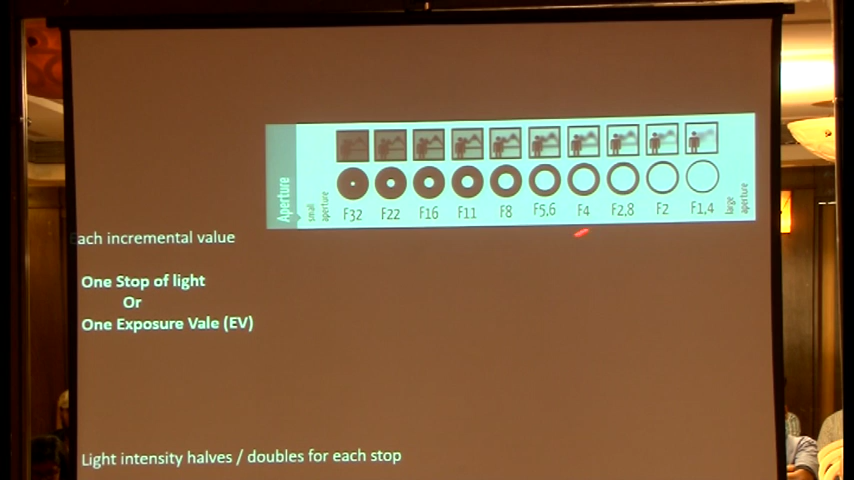 Aperture
small
aperture
F32 F22 F16 F11 F8 F5,6 F4 F2,8 F2 F1,4
large
aperture
Each incremental value
One Stop of light
Or
One Exposure Vale (EV)
Light intensity halves / doubles for each stop